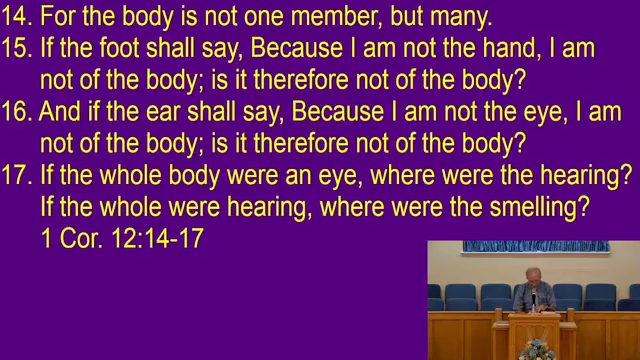 14. For the body is not one member, but many.
15. If the foot shall say, Because I am not the hand, I am
not of the body; is it therefore not of the body?
16. And if the ear shall say, Because I am not the eye, I am
not of the body; is it therefore not of the body?
17. If the whole body were an eye, where were the hearing?
If the whole were hearing, where were the smelling?
1 Cor. 12:14-17